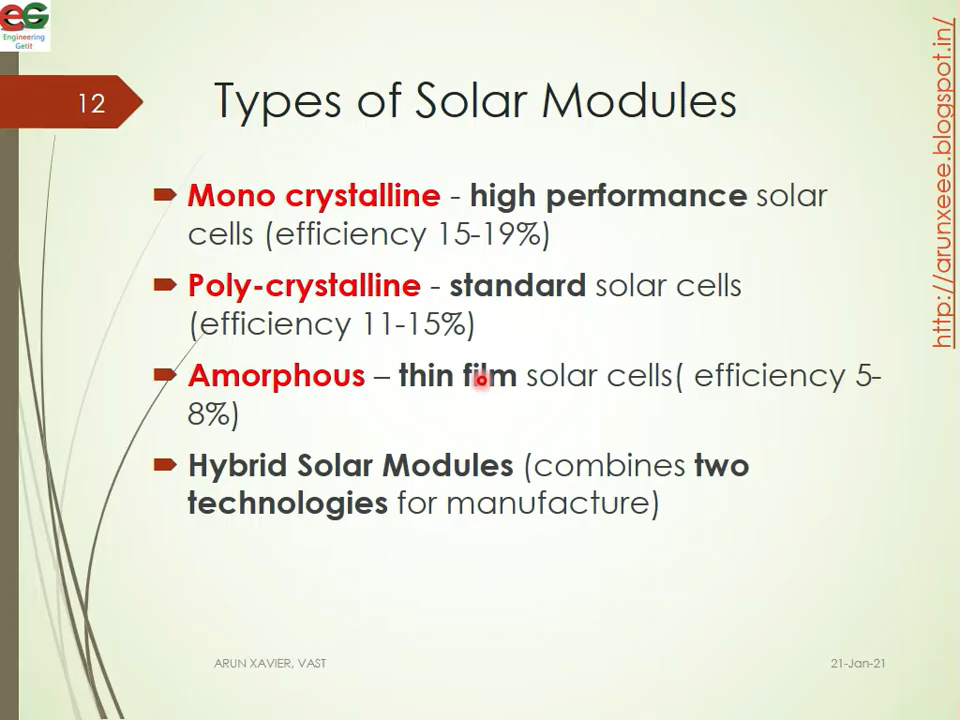 EG
Engineering
Getit
12
Types of Solar Modules
http://arunxeee.blogspot.in/
Mono crystalline - high performance solar
cells (efficiency 15-19%)
Poly-crystalline - standard solar cells
(efficiency 11-15%)
Amorphous – thin film solar cells( efficiency 5-
8%)
Hybrid Solar Modules (combines two
technologies for manufacture)
ARUN XAVIER, VAST
21-Jan-21